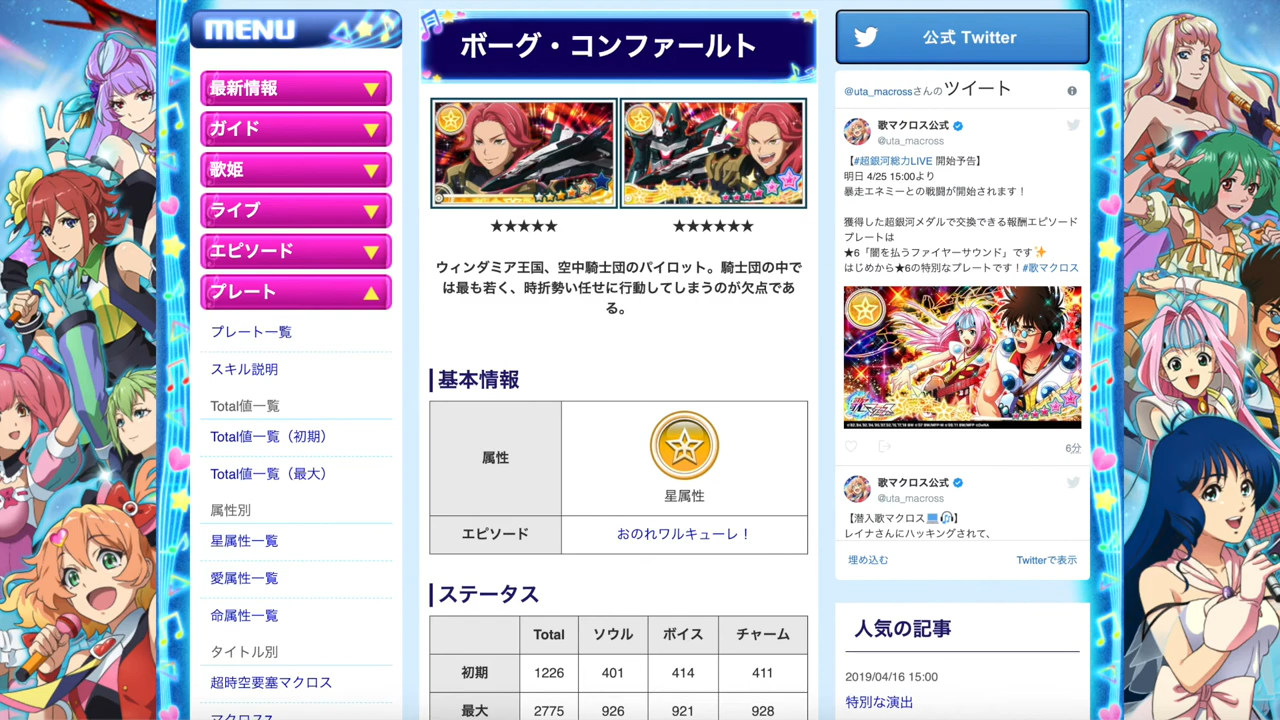 MENU
最新情報
ガイド
歌姫
ライブ
エピソード
プレート
プレート一覧
スキル説明
Total値一覧
Total値一覧（初期）
Total値一覧（最大）
属性別
星属性一覧
愛属性一覧
命属性一覧
タイトル別
超時空要塞マクロス
マクロス7
ボーグ・コンファールト
★★★★★
★★★★★★
ウィンダミア王国、空中騎士団のパイロット。騎士団の中で
は最も若く、時折勢い任せに行動してしまうのが欠点であ
る。
基本情報
属性
星属性
エピソード
おのれワルキューレ！
ステータス
Total ソウル ボイス チャーム
初期 1226 401 414 411
最大 2775 926 921 928
公式 Twitter
@uta_macrossさんのツイート
歌マクロス公式
@uta_macross
【#超銀河総力LIVE 開始予告】
明日 4/25 15:00より
暴走エネミーとの戦闘が開始されます！
獲得した超銀河メダルで交換できる報酬エピソード
プレートは
★6「闇を払うファイヤーサウンド」です✨
はじめから★6の特別なプレートです！#歌マクロス
6分
歌マクロス公式
@uta_macross
【潜入歌マクロス💻🎧】
レイナさんにハッキングされて、
埋め込む
Twitterで表示
人気の記事
2019/04/16 15:00
特別な演出